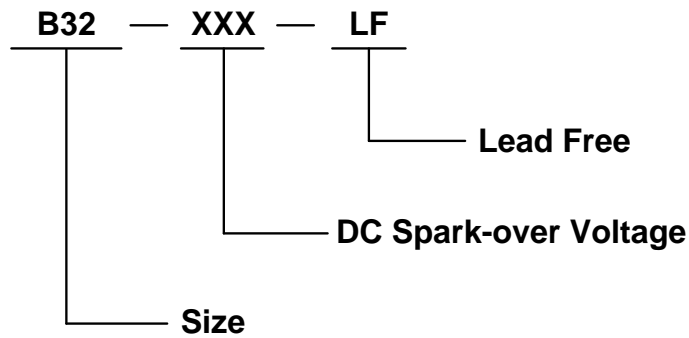 B32 — XXX — LF
Lead Free
DC Spark-over Voltage
Size